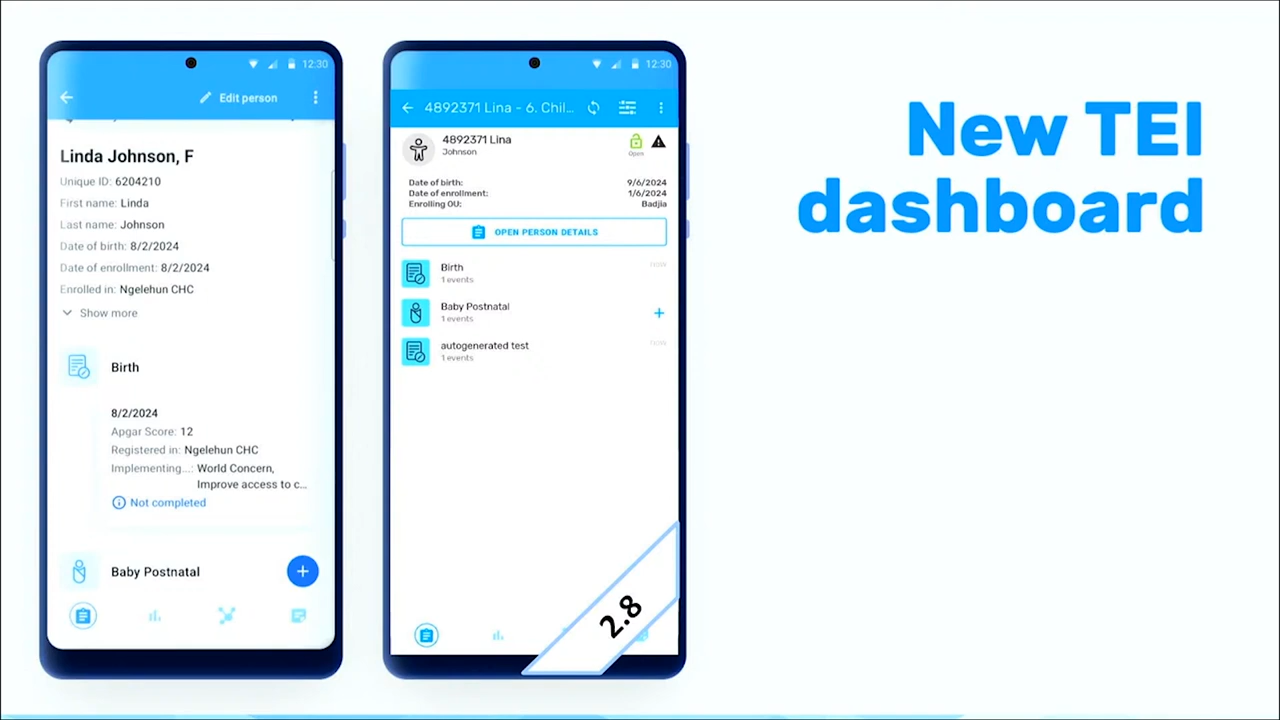 12:30
Edit person
Linda Johnson, F
Unique ID: 6204210
First name: Linda
Last name: Johnson
Date of birth: 8/2/2024
Date of enrollment: 8/2/2024
Enrolled in: Ngelehun CHC
Show more
Birth
8/2/2024
Apgar Score: 12
Registered in: Ngelehun CHC
Implementing...: World Concern,
Improve access to c...
Not completed
Baby Postnatal
12:30
4892371 Lina - 6. Chil...
4892371 Lina
Johnson
Open
Date of birth: 9/6/2024
Date of enrollment: 1/6/2024
Enrolling OU: Badjia
OPEN PERSON DETAILS
Birth now
1 events
Baby Postnatal
1 events
autogenerated test now
1 events
2.8
New TEI
dashboard